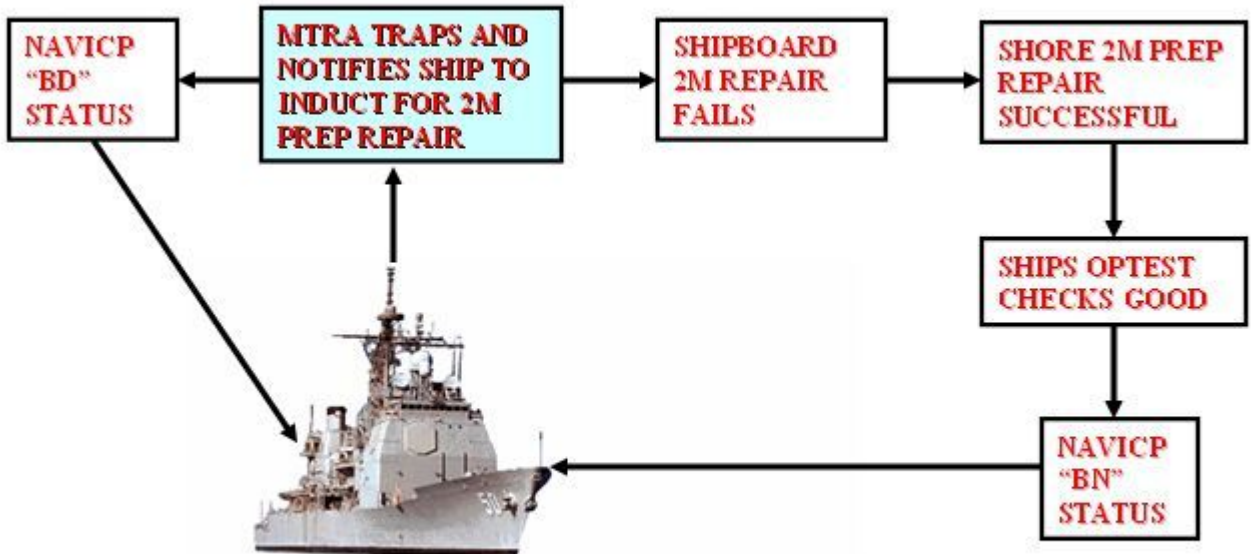 NAVICP
“BD”
STATUS
MTRA TRAPS AND
NOTIFIES SHIP TO
INDUCT FOR 2M
PREP REPAIR
SHIPBOARD
2M REPAIR
FAILS
SHORE 2M PREP
REPAIR
SUCCESSFUL
SHIPS OPTEST
CHECKS GOOD
NAVICP
“BN”
STATUS
50